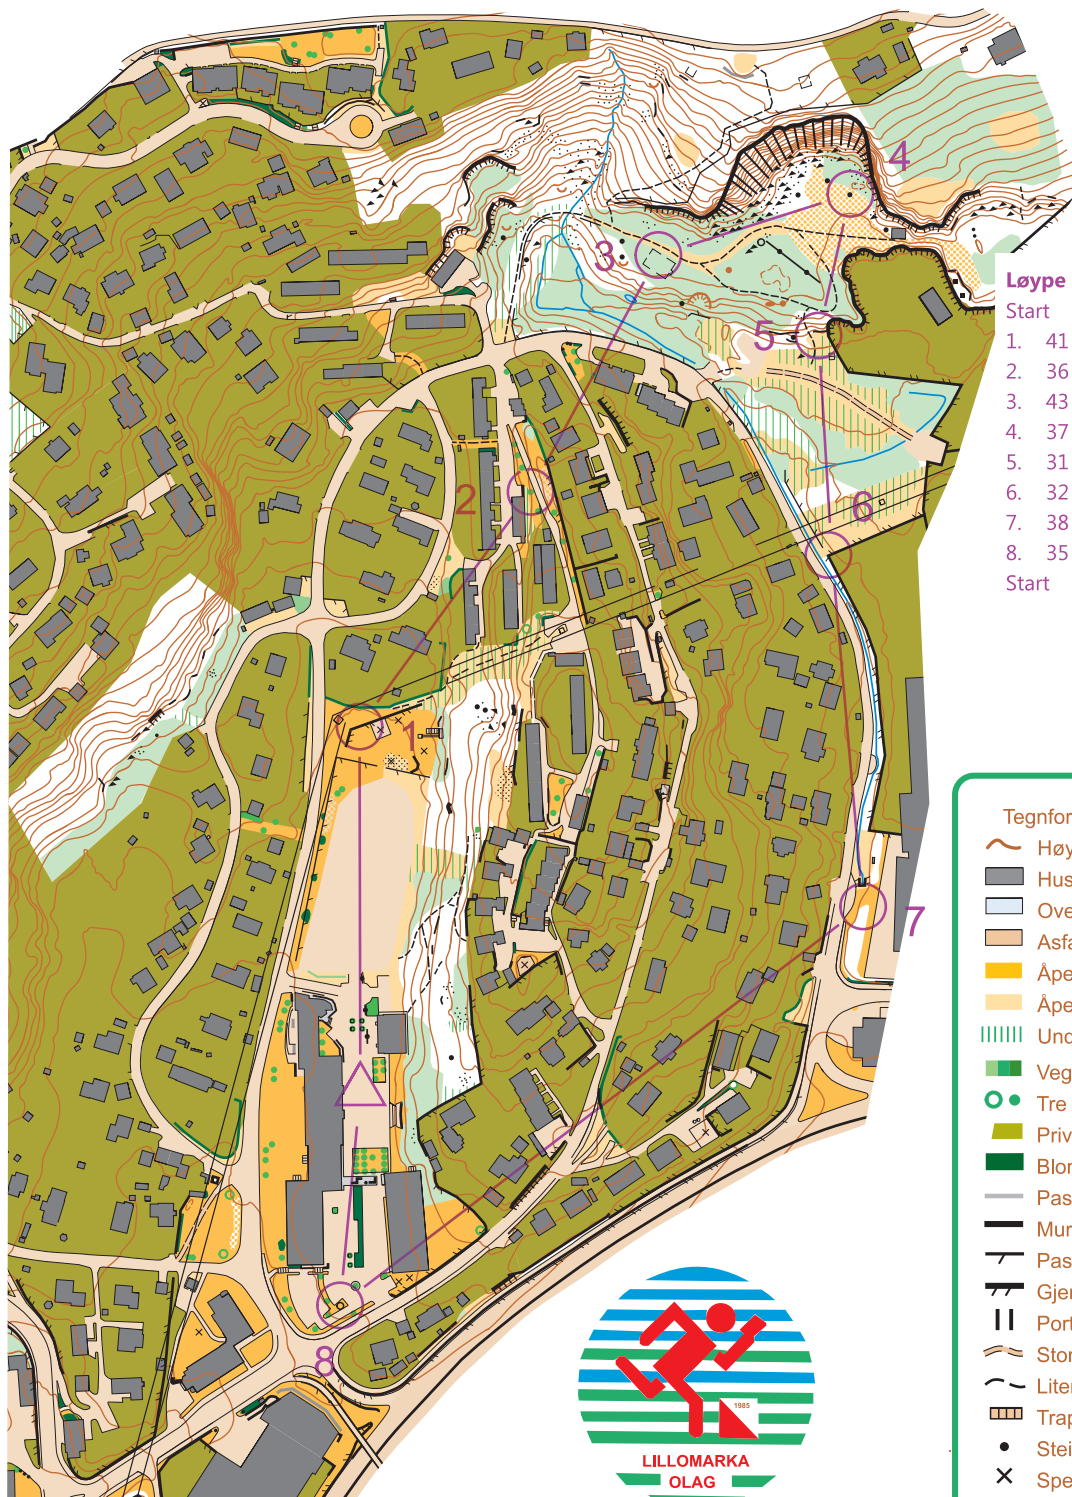 4
3
Løype
Start
5
1. 41
2. 36
3. 43
4. 37
5. 31
6. 32
7. 38
8. 35
Start
2
6
1
7
8
Tegnfor
Høy
Hus
Ove
Asfa
Åpe
Åpe
Und
Veg
Tre
Priv
Blor
Pas
Mur
Pas
Gjer
Port
Stor
Liter
Trap
Stei
Spe
1985
LILLOMARKA
OLAG